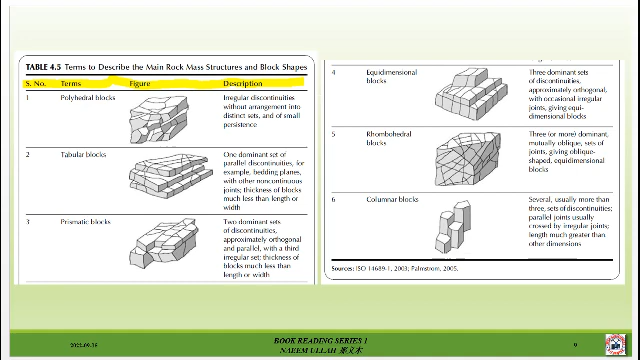 TABLE 4.5 Terms to Describe the Main Rock Mass Structures and Block Shapes
S. No. Terms Figure Description
1 Polyhedral blocks Irregular discontinuities
without arrangement into
distinct sets, and of small
persistence
2 Tabular blocks One dominant set of
parallel discontinuities, for
example, bedding planes,
with other noncontinuous
joints; thickness of blocks
much less than length or
width
3 Prismatic blocks Two dominant sets
of discontinuities,
approximately orthogonal
and parallel, with a third
irregular set; thickness of
blocks much less than
length or width
4 Equidimensional Three dominant sets
blocks of discontinuities,
approximately orthogonal,
with occasional irregular
joints, giving equi-
dimensional blocks
5 Rhombohedral Three (or more) dominant,
blocks mutually oblique, sets of
joints, giving oblique-
shaped, equidimensional
blocks
6 Columnar blocks Several, usually more than
three, sets of discontinuities;
parallel joints usually
crossed by irregular joints;
length much greater than
other dimensions
Sources: ISO 14689-1, 2003; Palmstrom, 2005.
BOOK READING SERIES 1
NAEEM ULLAH
9